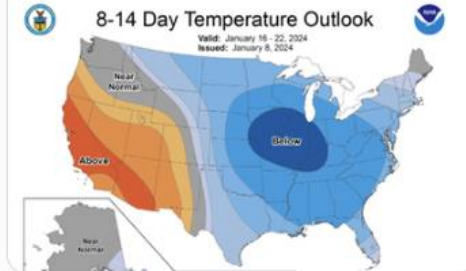 8-14 Day Temperature Outlook
Valid: January 16 - 22, 2024
Issued: January 8, 2024
Near
Normal
Above
Below
Near
Normal